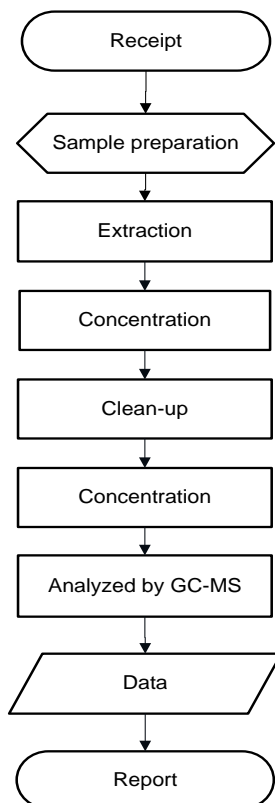 Receipt
Sample preparation
Extraction
Concentration
Clean-up
Concentration
Analyzed by GC-MS
Data
Report